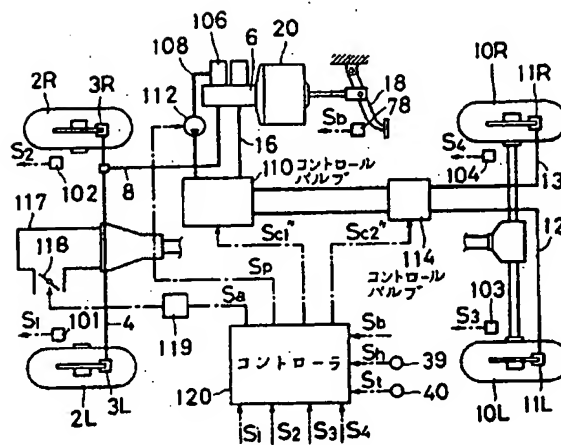 106
20
108
6
10R
11R
2R
3R
18
112
78
Sb
S2
16
S4
102
8
110 コントロール
バルブ
104
13
117
118
Sc1"
Sc2"
114
コントロール
バルブ
12
Sp
Sa
103
S1
101
4
119
Sb
S3
コントローラ
Sh
39
St
40
3L
2L
120
10L
11L
S1 S2 S3 S4